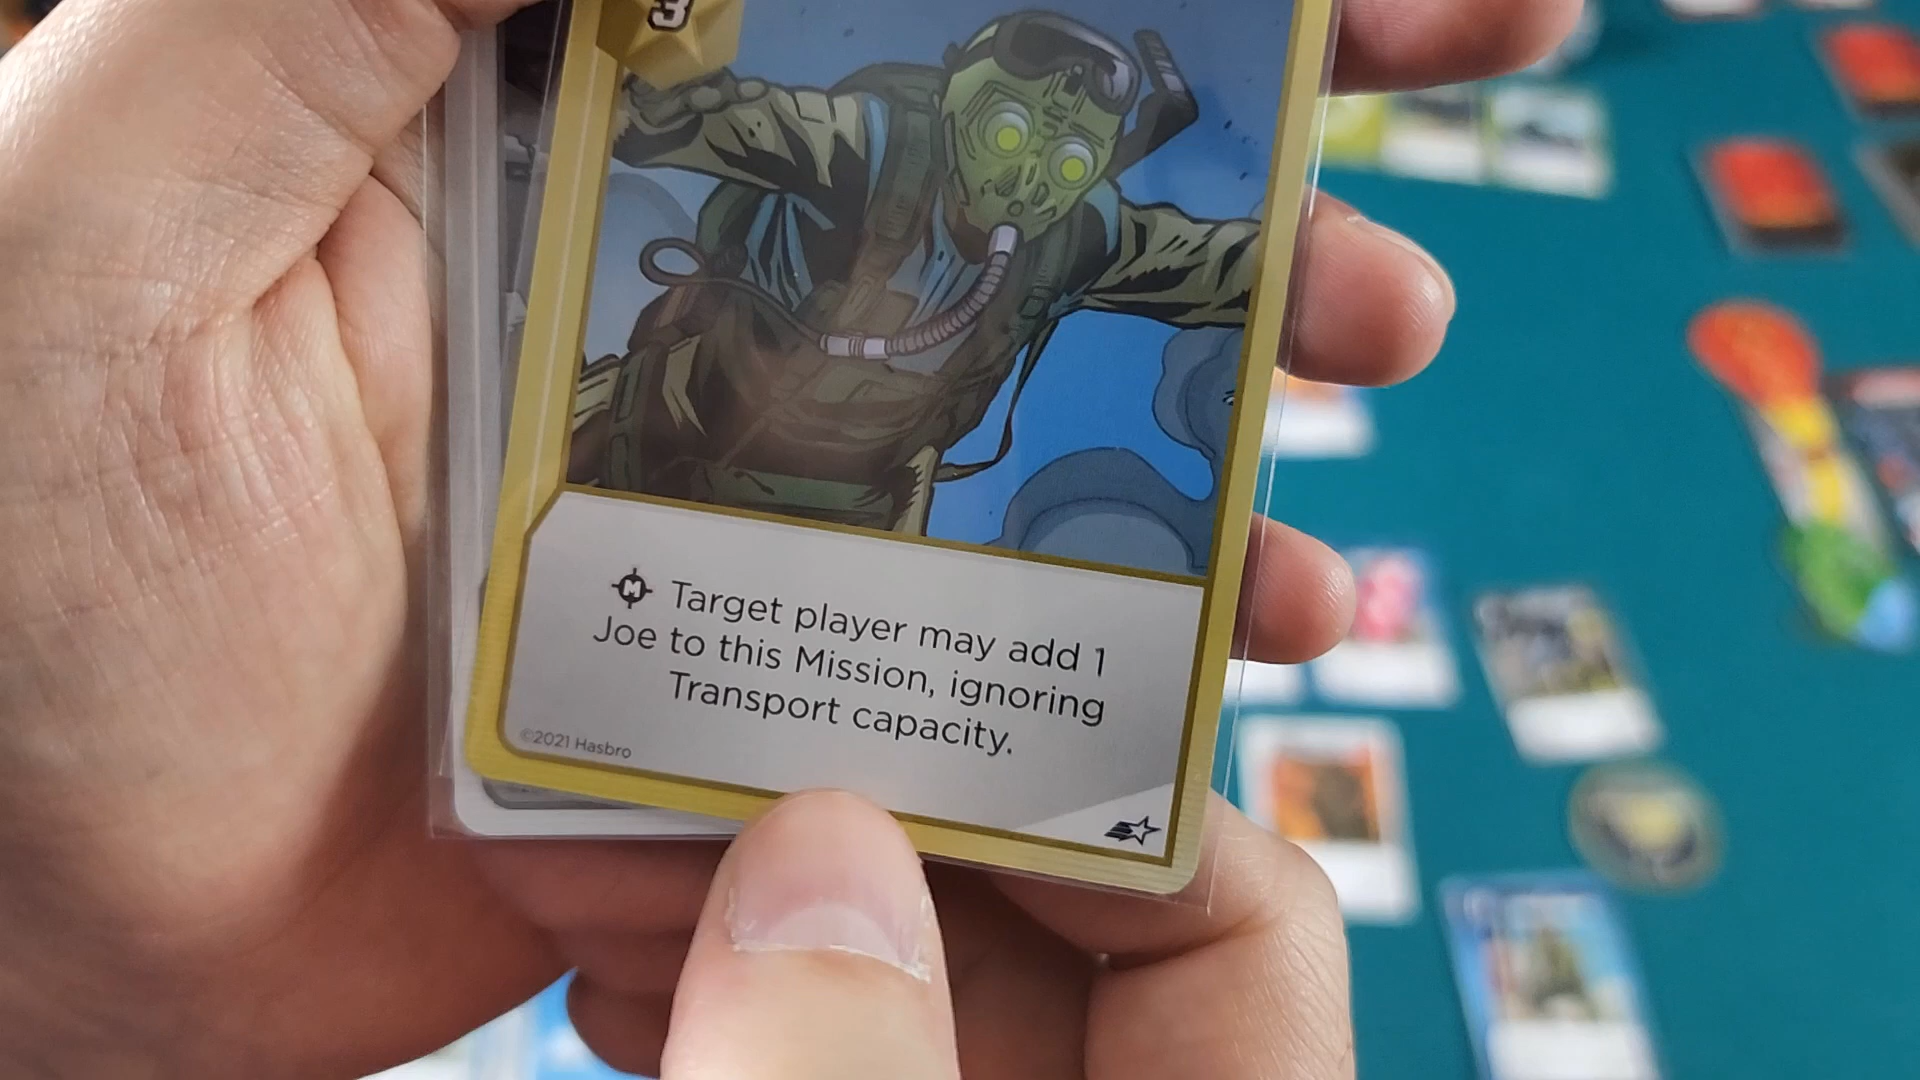 3
M Target player may add 1
Joe to this Mission, ignoring
Transport capacity.
©2021 Hasbro